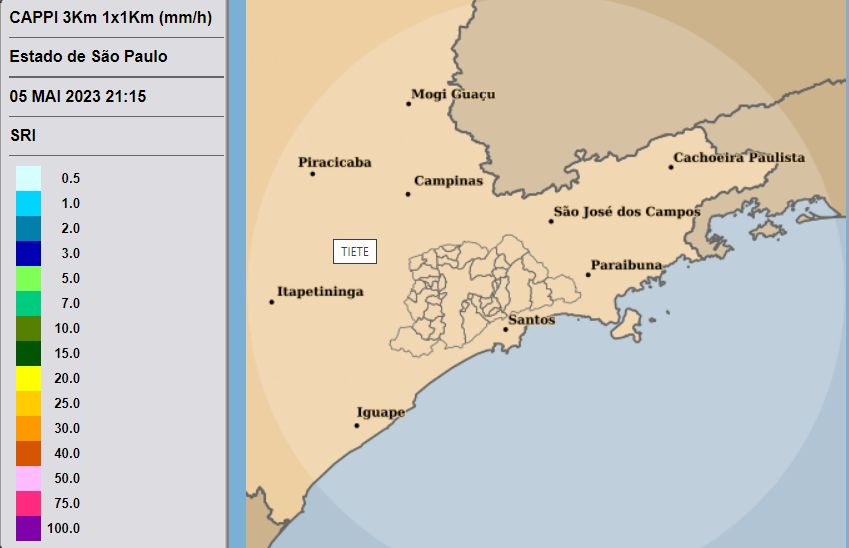 CAPPI 3Km 1x1Km (mm/h)
Estado de São Paulo
05 MAI 2023 21:15
SRI
0.5
1.0
2.0
3.0
5.0
7.0
10.0
15.0
20.0
25.0
30.0
40.0
50.0
75.0
100.0
Mogi Guaçu
Piracicaba
Cachoeira Paulista
Campinas
São José dos Campos
TIETE
Paraibuna
Itapetininga
Santos
Iguape